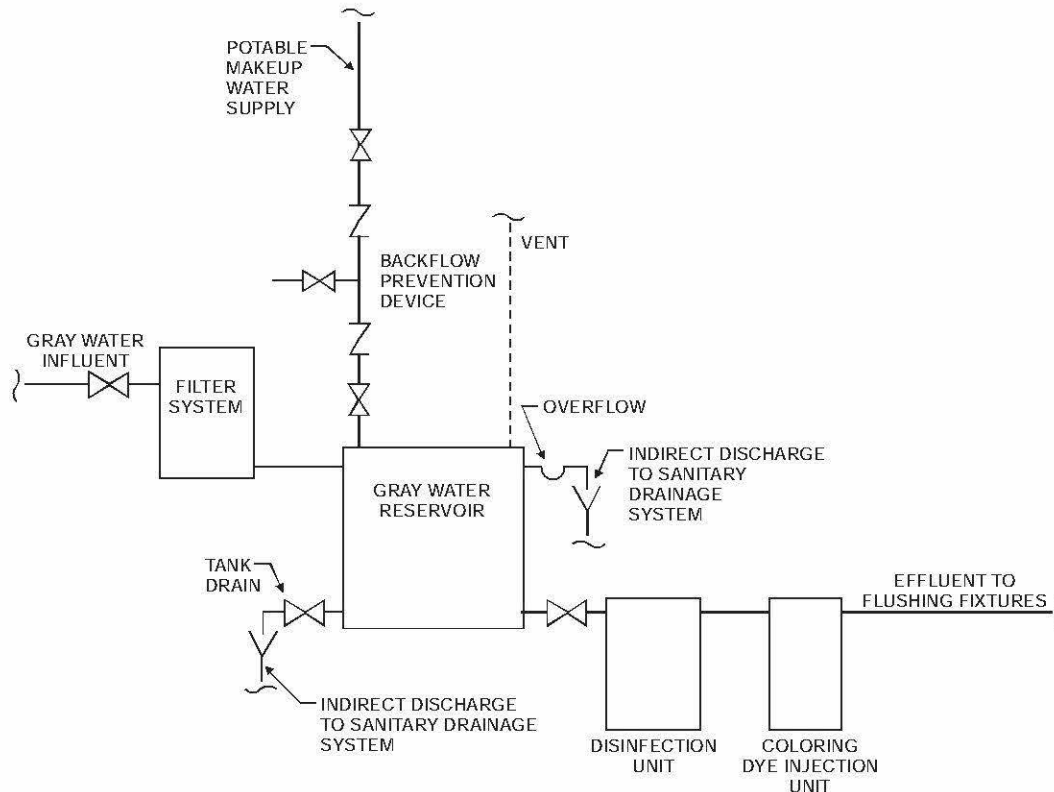 POTABLE
MAKEUP
WATER
SUPPLY
VENT
BACKFLOW
PREVENTION
DEVICE
GRAY WATER
INFLUENT
FILTER
SYSTEM
OVERFLOW
INDIRECT DISCHARGE
TO SANITARY
DRAINAGE
SYSTEM
GRAY WATER
RESERVOIR
TANK
DRAIN
EFFLUENT TO
FLUSHING FIXTURES
INDIRECT DISCHARGE
TO SANITARY DRAINAGE
SYSTEM
DISINFECTION
UNIT
COLORING
DYE INJECTION
UNIT